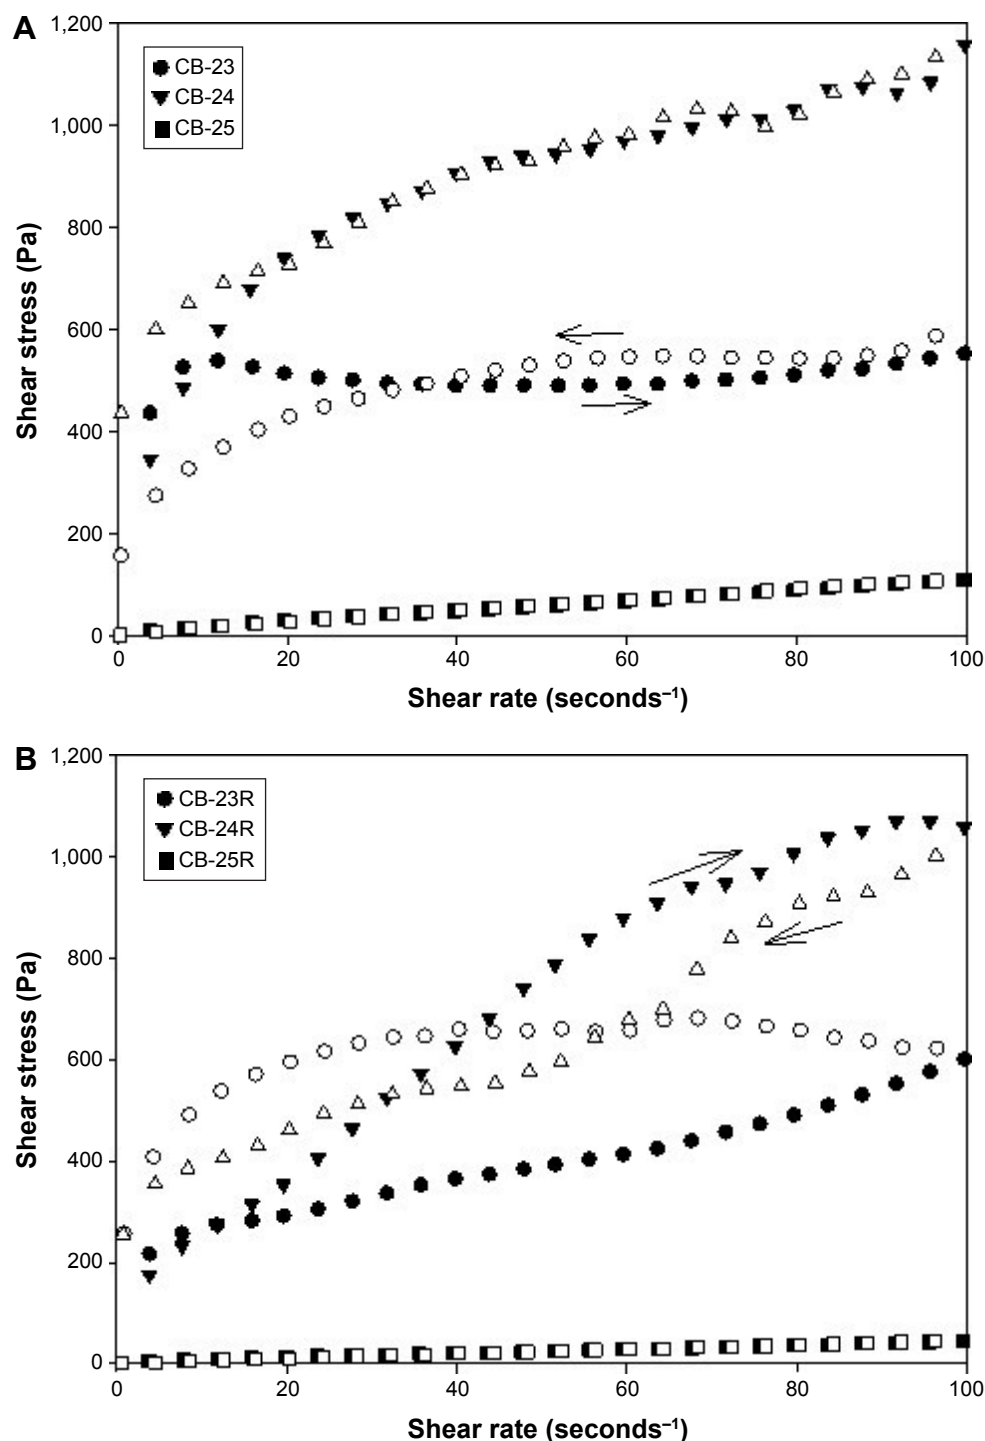 A
1,200
1,000
800
600
400
200
0
CB-23
CB-24
CB-25
Shear stress (Pa)
0 20 40 60 80 100
Shear rate (seconds⁻¹)
B
1,200
1,000
800
600
400
200
0
CB-23R
CB-24R
CB-25R
Shear stress (Pa)
0 20 40 60 80 100
Shear rate (seconds⁻¹)